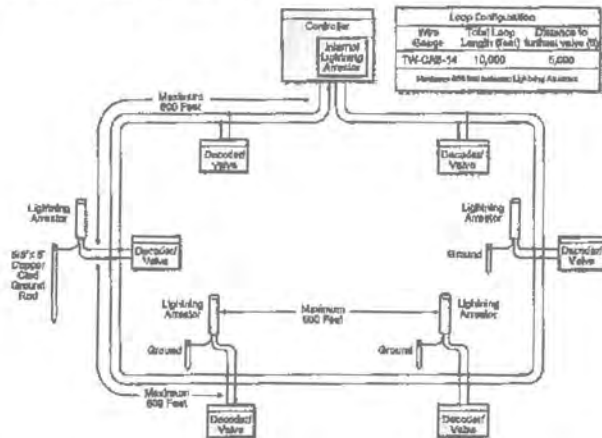 Controller
Internal
Lightning
Arrestor
Loop Configuration
Wire Gauge
Total Loop Length (feet)
Distance to furthest valve (ft)
10,000
5,000
Maximum
600 Feet
Decoder/
Valve
Decoder/
Valve
Lightning
Arrestor
5/8" x 8'
Copper
Clad
Ground
Rod
Decoder/
Valve
Lightning
Arrestor
Ground
Decoder/
Valve
Lightning
Arrestor
Maximum
600 Feet
Lightning
Arrestor
Ground
Ground
Maximum
600 Feet
Decoder/
Valve
Decoder/
Valve